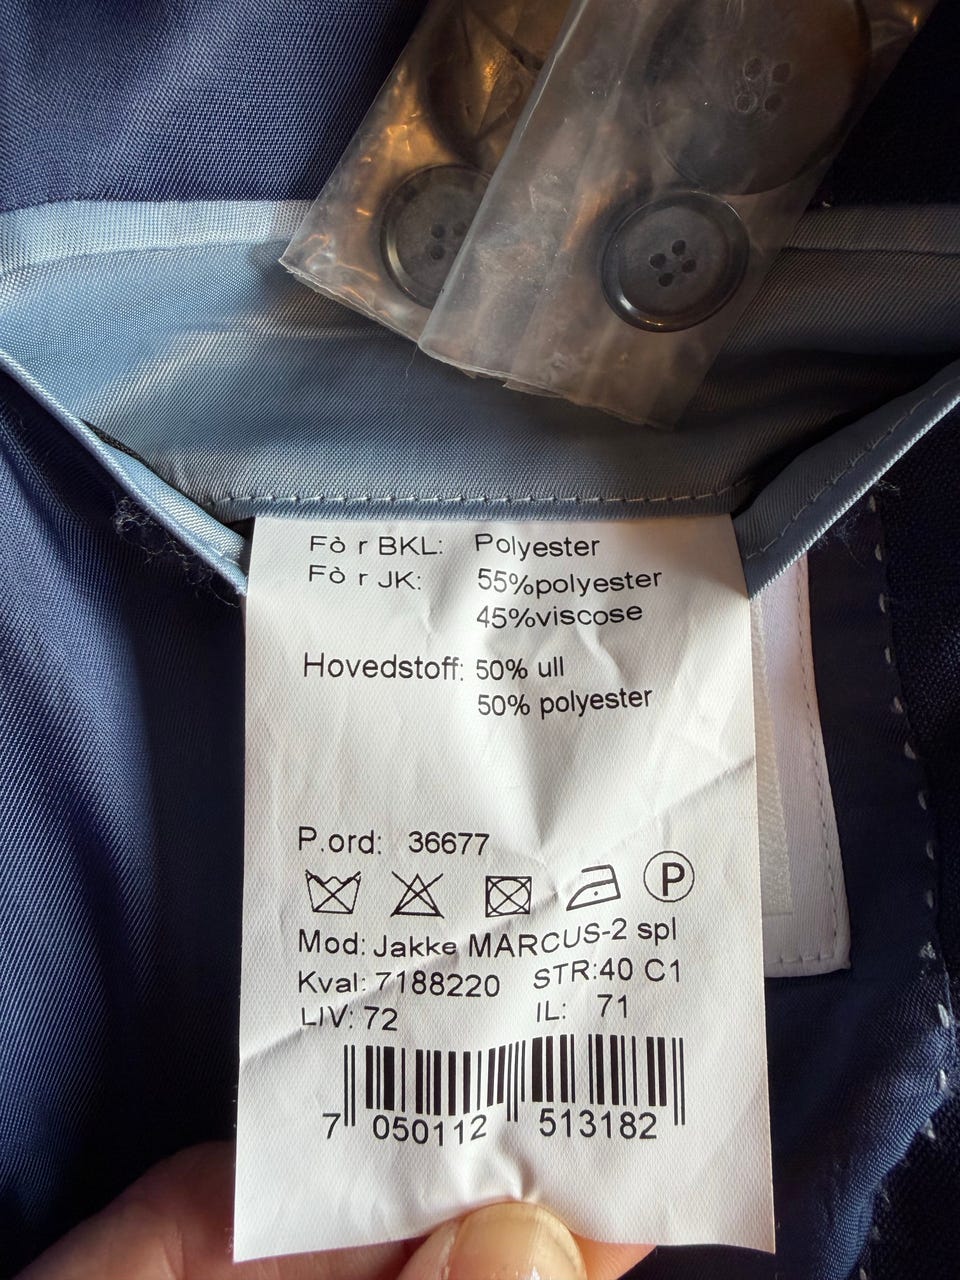 Fò r BKL: Polyester
Fò r JK: 55%polyester
45%viscose
Hovedstoff: 50% ull
50% polyester
P.ord: 36677
P
Mod: Jakke MARCUS-2 spl
Kval: 7188220 STR:40 C1
LIV: 72 IL: 71
7 050112 513182